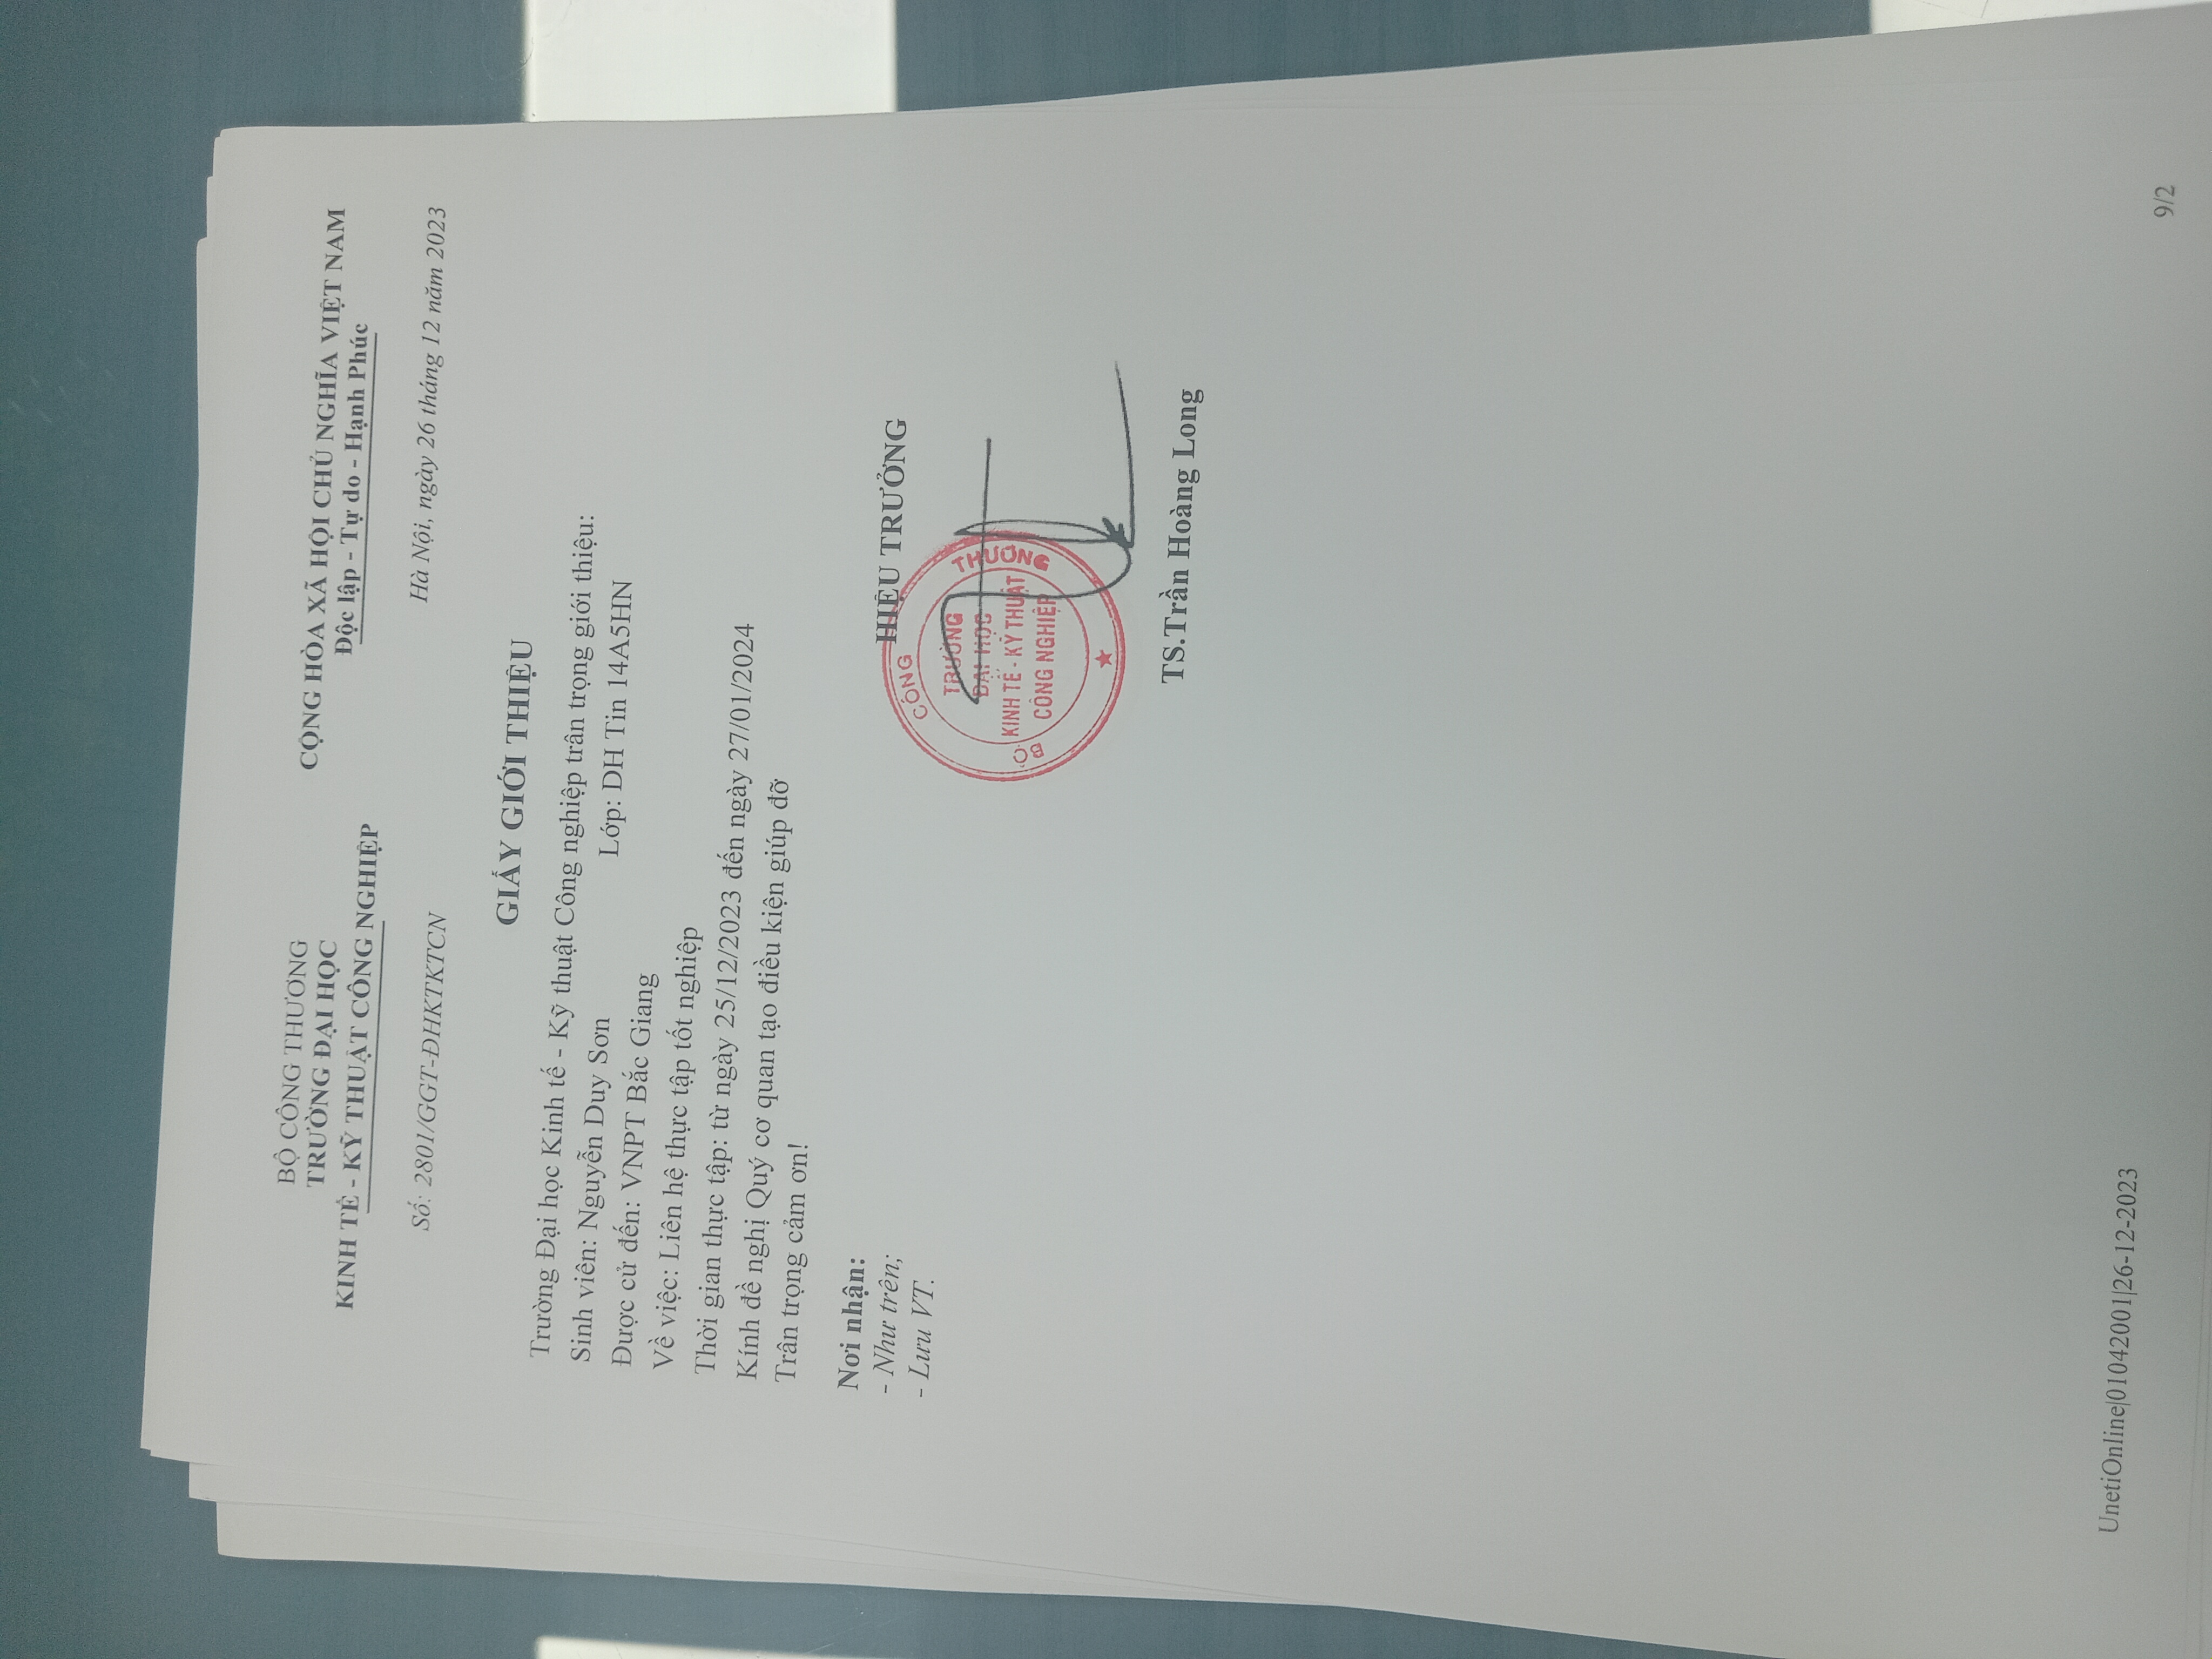 BỘ CÔNG THƯƠNG
TRƯỜNG ĐẠI HỌC
KINH TẾ - KỸ THUẬT CÔNG NGHIỆP
CỘNG HÒA XÃ HỘI CHỦ NGHĨA VIỆT NAM
Độc lập - Tự do - Hạnh Phúc
Số: 2801/GGT-ĐHKTKTCN
Hà Nội, ngày 26 tháng 12 năm 2023
GIẤY GIỚI THIỆU
Trường Đại học Kinh tế - Kỹ thuật Công nghiệp trân trọng giới thiệu:
Sinh viên: Nguyễn Duy Sơn Lớp: DH Tin 14A5HN
Được cử đến: VNPT Bắc Giang
Về việc: Liên hệ thực tập tốt nghiệp
Thời gian thực tập: từ ngày 25/12/2023 đến ngày 27/01/2024
Kính đề nghị Quý cơ quan tạo điều kiện giúp đỡ
Trân trọng cảm ơn!
Nơi nhận:
- Như trên;
- Lưu VT.
HIỆU TRƯỞNG
BỘ CÔNG THƯƠNG
TRƯỜNG
ĐẠI HỌC
KINH TẾ - KỸ THUẬT
CÔNG NGHIỆP
TS.Trần Hoàng Long
UnetiOnline|01042001|26-12-2023
9/2